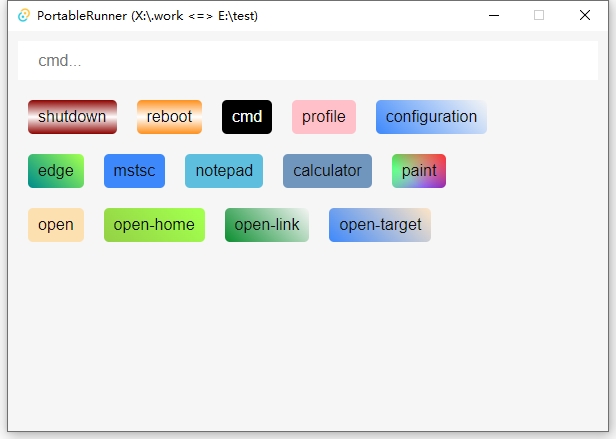 PortableRunner (X:\.work <=> E:\test)
cmd...
shutdown reboot cmd profile configuration
edge mstsc notepad calculator paint
open open-home open-link open-target